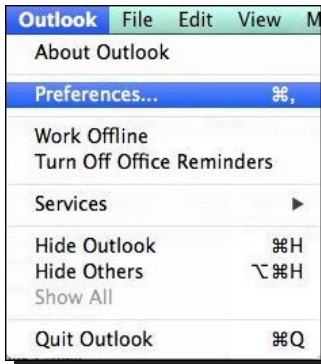 Outlook File Edit View M
About Outlook
Preferences... ⌘,
Work Offline
Turn Off Office Reminders
Services ▶
Hide Outlook ⌘H
Hide Others ⌥⌘H
Show All
Quit Outlook ⌘Q